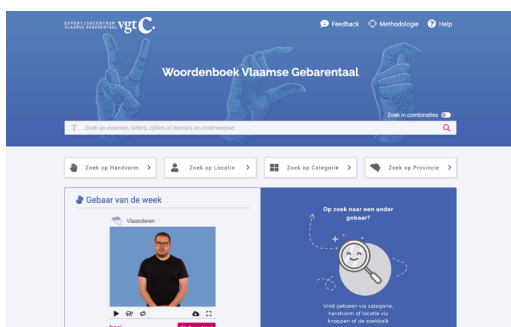 EXPERTISECENTRUM
VLAAMSE GEBARENTAAL
vgt C.
Feedback
Methodologie
Help
Woordenboek Vlaamse Gebarentaal
Zoek in combinaties
Zoek op woorden, letters, cijfers of thema's en onderwerpen
Zoek op Handvorm
Zoek op Locatie
Zoek op Categorie
Zoek op Provincie
Gebaar van de week
Vlaanderen
Op zoek naar een ander
gebaar?
Vind gebaren via categorie,
handvorm of locatie via
knoppen of de zoekbalk